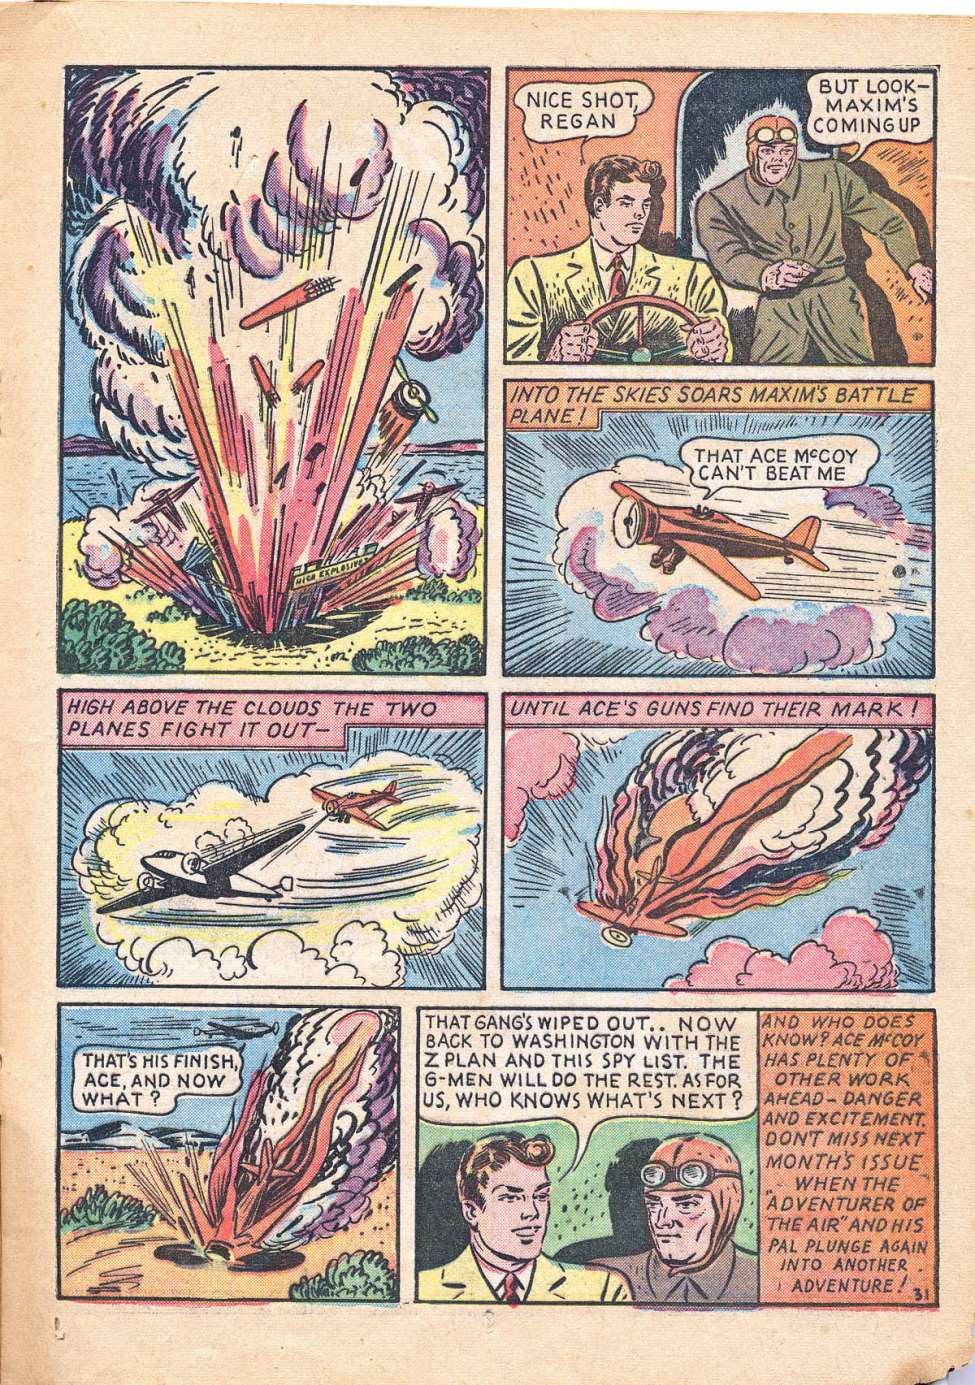 HIGH EXPLOSIVE
NICE SHOT,
REGAN
BUT LOOK—
MAXIM'S
COMING UP
INTO THE SKIES SOARS MAXIM'S BATTLE
PLANE!
THAT ACE McCOY
CAN'T BEAT ME
HIGH ABOVE THE CLOUDS THE TWO
PLANES FIGHT IT OUT—
UNTIL ACE'S GUNS FIND THEIR MARK!
THAT'S HIS FINISH,
ACE, AND NOW
WHAT?
THAT GANG'S WIPED OUT.. NOW
BACK TO WASHINGTON WITH THE
Z PLAN AND THIS SPY LIST. THE
G-MEN WILL DO THE REST. AS FOR
US, WHO KNOWS WHAT'S NEXT?
AND WHO DOES
KNOW? ACE McCOY
HAS PLENTY OF
OTHER WORK
AHEAD— DANGER
AND EXCITEMENT.
DON'T MISS NEXT
MONTH'S ISSUE
WHEN THE
"ADVENTURER OF
THE AIR" AND HIS
PAL PLUNGE AGAIN
INTO ANOTHER
ADVENTURE!
31